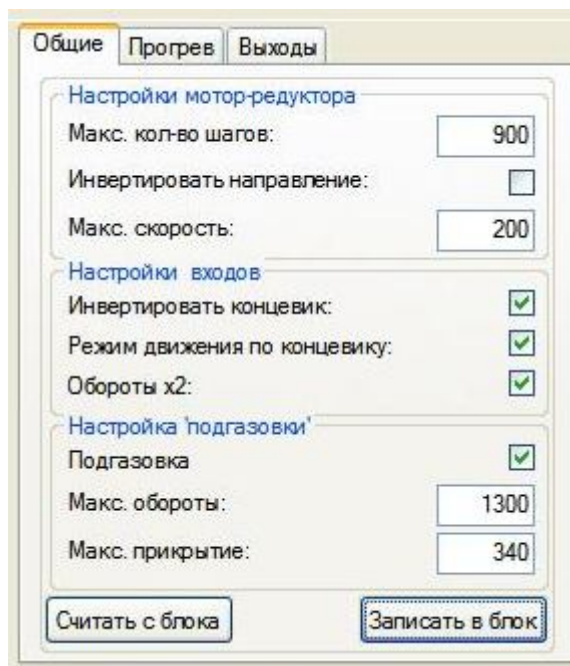 Общие Прогрев Выходы
Настройки мотор-редуктора
Макс. кол-во шагов: 900
Инвертировать направление:
Макс. скорость: 200
Настройки входов
Инвертировать концевик:
Режим движения по концевику:
Обороты x2:
Настройка 'подгазовки'
Подгазовка
Макс. обороты: 1300
Макс. прикрытие: 340
Считать с блока Записать в блок